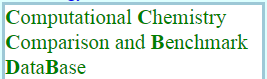 Computational Chemistry
Comparison and Benchmark
DataBase